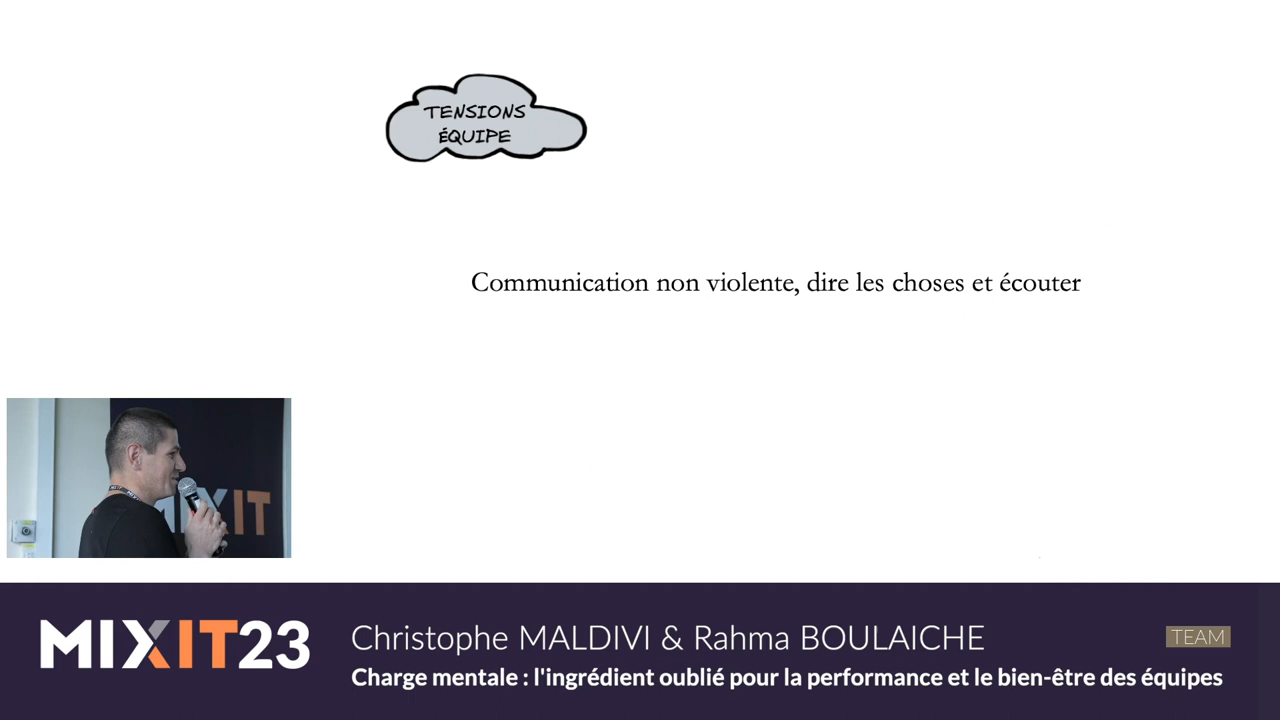 TENSIONS
ÉQUIPE
Communication non violente, dire les choses et écouter
MIXIT
MIXIT23
Christophe MALDIVI & Rahma BOULAICHE
TEAM
Charge mentale : l'ingrédient oublié pour la performance et le bien-être des équipes